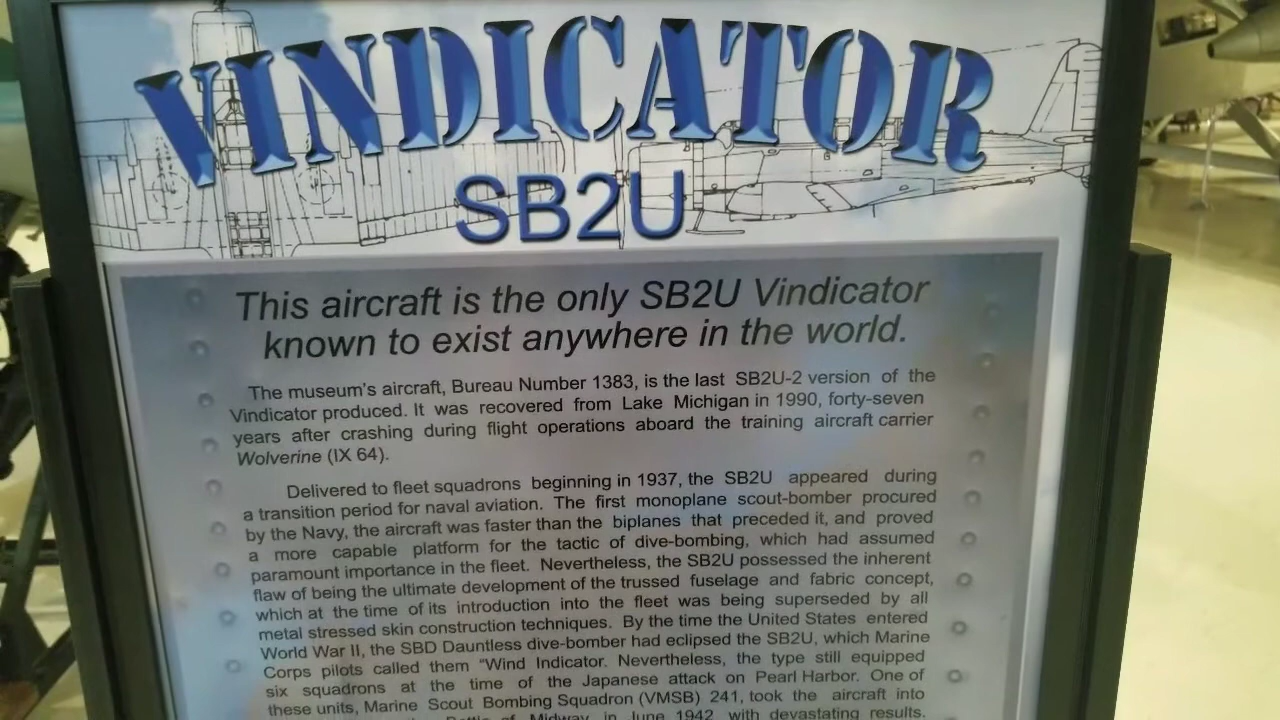 VINDICATOR
SB2U
This aircraft is the only SB2U Vindicator
known to exist anywhere in the world.
The museum's aircraft, Bureau Number 1383, is the last SB2U-2 version of the
Vindicator produced. It was recovered from Lake Michigan in 1990, forty-seven
years after crashing during flight operations aboard the training aircraft carrier
Wolverine (IX 64).
Delivered to fleet squadrons beginning in 1937, the SB2U appeared during
a transition period for naval aviation. The first monoplane scout-bomber procured
by the Navy, the aircraft was faster than the biplanes that preceded it, and proved
a more capable platform for the tactic of dive-bombing, which had assumed
paramount importance in the fleet. Nevertheless, the SB2U possessed the inherent
flaw of being the ultimate development of the trussed fuselage and fabric concept,
which at the time of its introduction into the fleet was being superseded by all
metal stressed skin construction techniques. By the time the United States entered
World War II, the SBD Dauntless dive-bomber had eclipsed the SB2U, which Marine
Corps pilots called them "Wind Indicator. Nevertheless, the type still equipped
six squadrons at the time of the Japanese attack on Pearl Harbor. One of
these units, Marine Scout Bombing Squadron (VMSB) 241, took the aircraft into
Battle of Midway in June 1942 with devastating results.